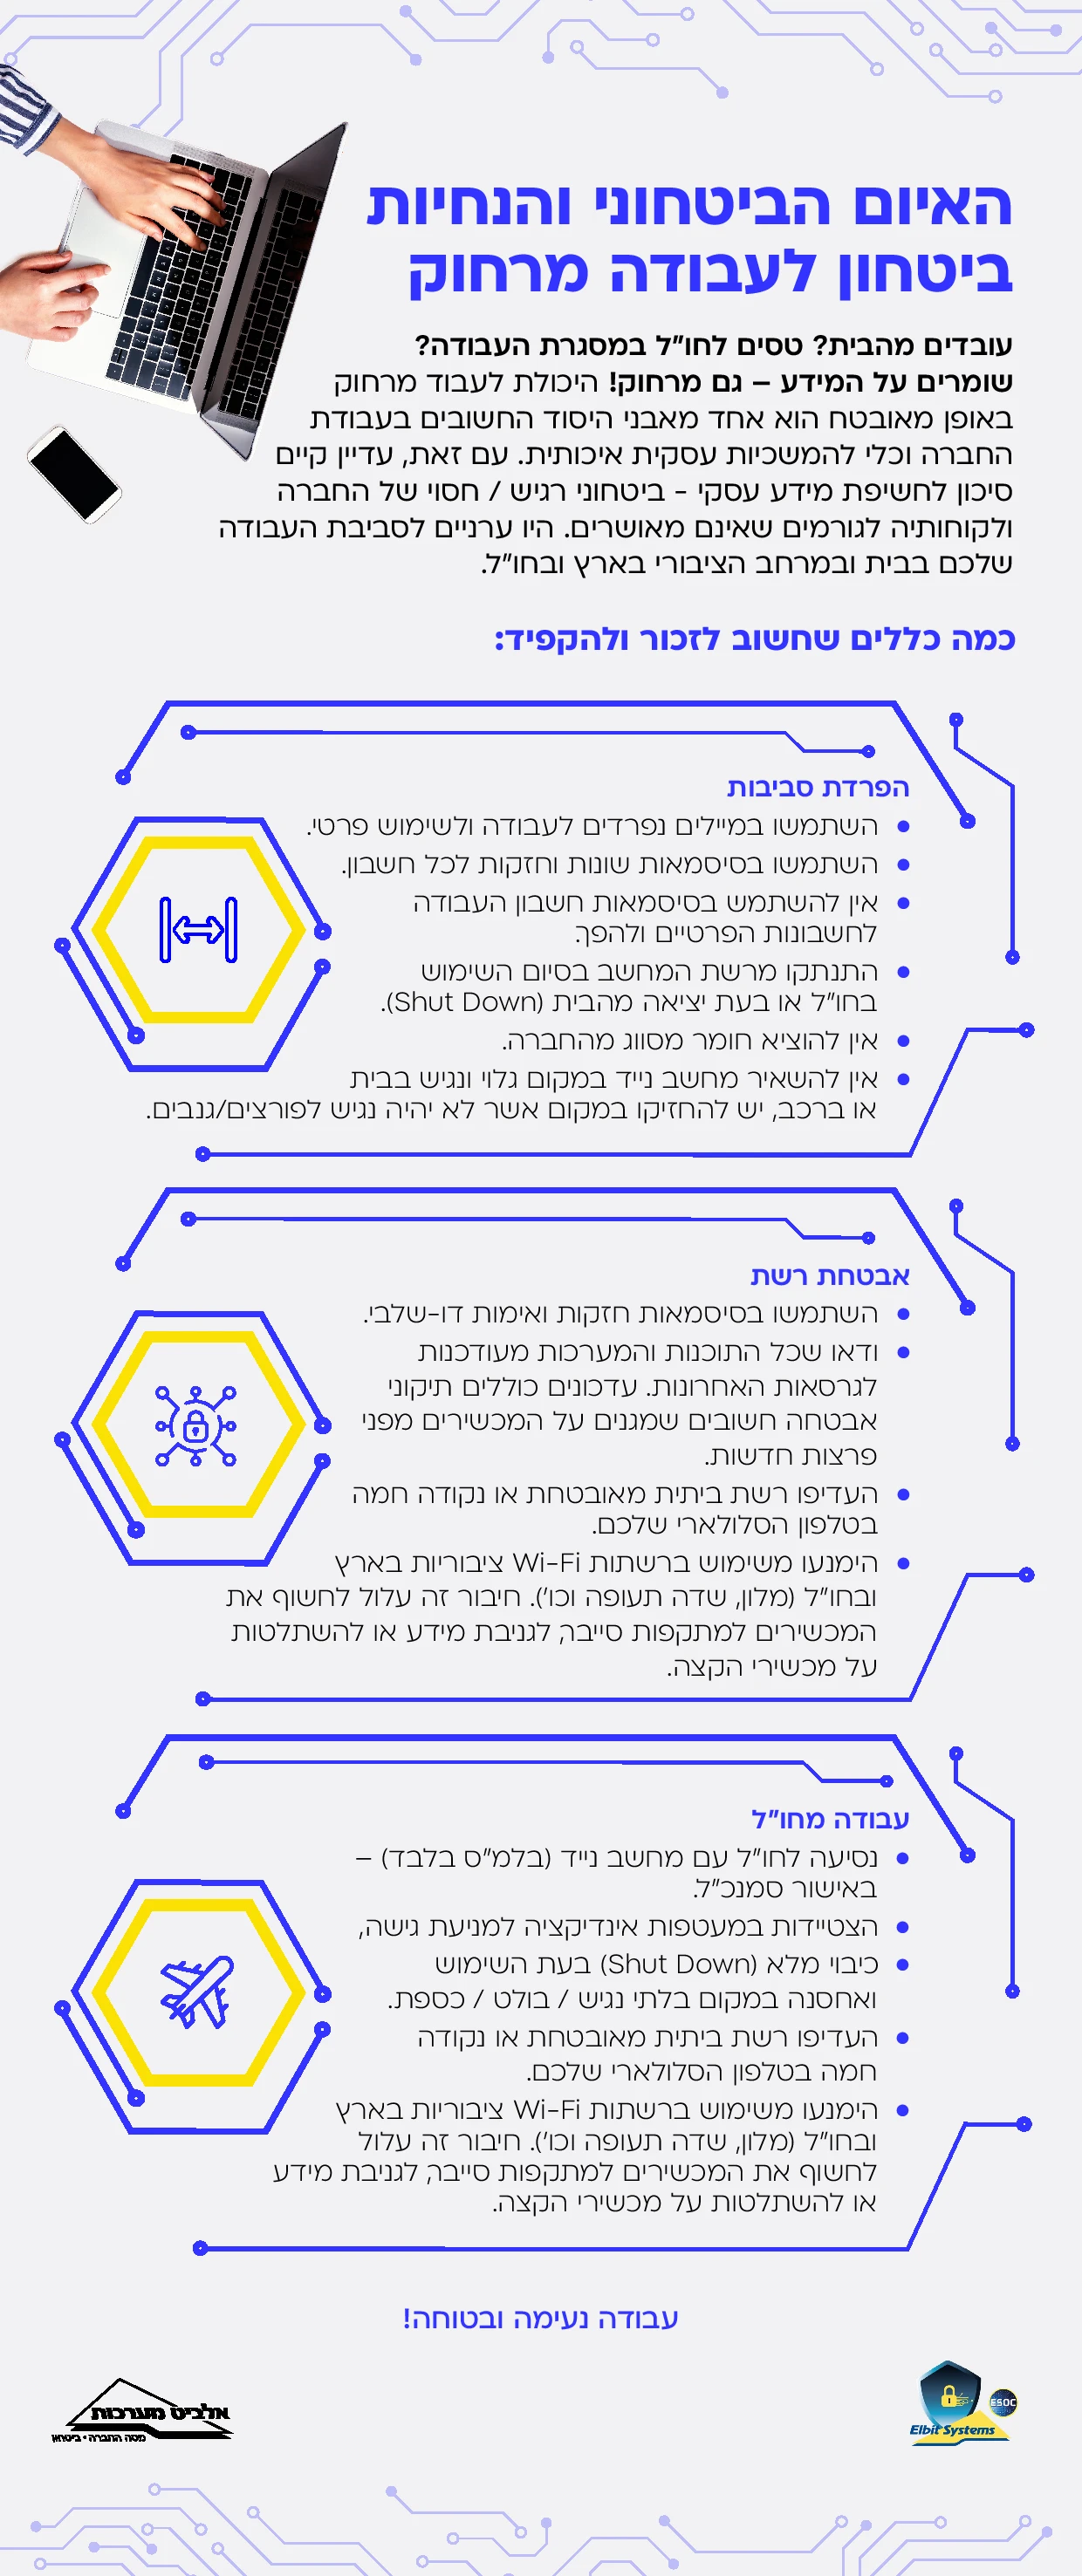 האיום הביטחוני והנחיות
ביטחון לעבודה מרחוק
עובדים מהבית? טסים לחו״ל במסגרת העבודה?
שומרים על המידע – גם מרחוק! היכולת לעבוד מרחוק
באופן מאובטח הוא אחד מאבני היסוד החשובים בעבודת
החברה וכלי להמשכיות עסקית איכותית. עם זאת, עדיין קיים
סיכון לחשיפת מידע עסקי - ביטחוני רגיש / חסוי של החברה
ולקוחותיה לגורמים שאינם מאושרים. היו ערניים לסביבת העבודה
שלכם בבית ובמרחב הציבורי בארץ ובחו״ל.
כמה כללים שחשוב לזכור ולהקפיד:
הפרדת סביבות
• השתמשו במיילים נפרדים לעבודה ולשימוש פרטי.
• השתמשו בסיסמאות שונות וחזקות לכל חשבון.
• אין להשתמש בסיסמאות חשבון העבודה
לחשבונות הפרטיים ולהפך.
• התנתקו מרשת המחשב בסיום השימוש
בחו״ל או בעת יציאה מהבית (Shut Down).
• אין להוציא חומר מסווג מהחברה.
• אין להשאיר מחשב נייד במקום גלוי ונגיש בבית
או ברכב, יש להחזיקו במקום אשר לא יהיה נגיש לפורצים/גנבים.
אבטחת רשת
• השתמשו בסיסמאות חזקות ואימות דו-שלבי.
• ודאו שכל התוכנות והמערכות מעודכנות
לגרסאות האחרונות. עדכונים כוללים תיקוני
אבטחה חשובים שמגנים על המכשירים מפני
פרצות חדשות.
• העדיפו רשת ביתית מאובטחת או נקודה חמה
בטלפון הסלולארי שלכם.
• הימנעו משימוש ברשתות Wi-Fi ציבוריות בארץ
ובחו״ל (מלון, שדה תעופה וכו׳). חיבור זה עלול לחשוף את
המכשירים למתקפות סייבר, לגניבת מידע או להשתלטות
על מכשירי הקצה.
עבודה מחו״ל
• נסיעה לחו״ל עם מחשב נייד (בלמ״ס בלבד) –
באישור סמנכ״ל.
• הצטיידות במעטפות אינדיקציה למניעת גישה,
• כיבוי מלא (Shut Down) בעת השימוש
ואחסנה במקום בלתי נגיש / בולט / כספת.
• העדיפו רשת ביתית מאובטחת או נקודה
חמה בטלפון הסלולארי שלכם.
• הימנעו משימוש ברשתות Wi-Fi ציבוריות בארץ
ובחו״ל (מלון, שדה תעופה וכו׳). חיבור זה עלול
לחשוף את המכשירים למתקפות סייבר, לגניבת מידע
או להשתלטות על מכשירי הקצה.
עבודה נעימה ובטוחה!
ESOC
Elbit Systems
אלביט מערכות
מטה החברה • ביטחון